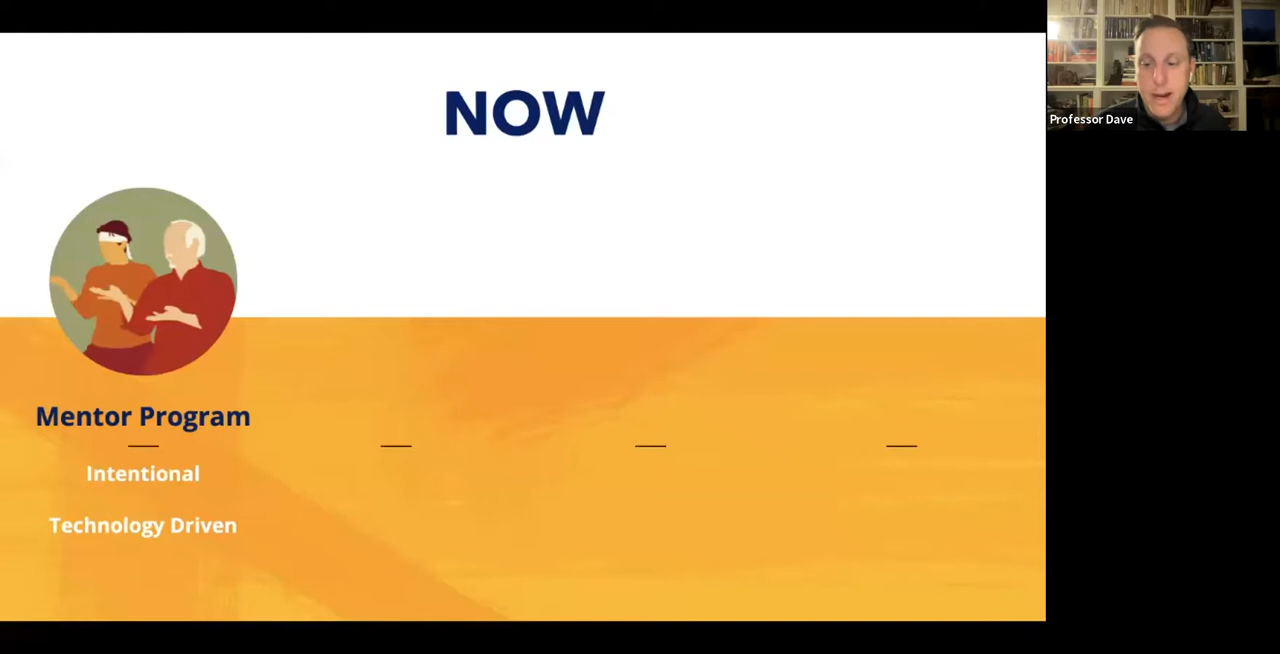 NOW
Professor Dave
Mentor Program
Intentional
Technology Driven